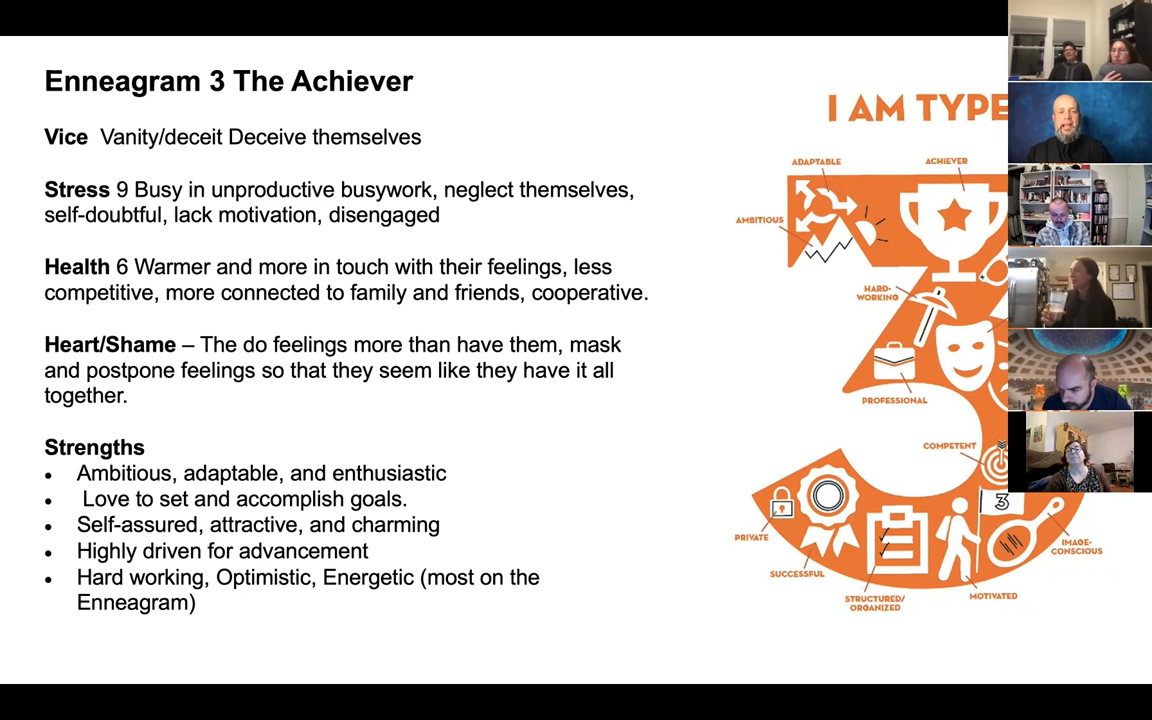 Enneagram 3 The Achiever
Vice Vanity/deceit Deceive themselves
Stress 9 Busy in unproductive busywork, neglect themselves,
self-doubtful, lack motivation, disengaged
Health 6 Warmer and more in touch with their feelings, less
competitive, more connected to family and friends, cooperative.
Heart/Shame – The do feelings more than have them, mask
and postpone feelings so that they seem like they have it all
together.
Strengths
• Ambitious, adaptable, and enthusiastic
• Love to set and accomplish goals.
• Self-assured, attractive, and charming
• Highly driven for advancement
• Hard working, Optimistic, Energetic (most on the
Enneagram)
I AM TYPE
ADAPTABLE
ACHIEVER
AMBITIOUS
HARD-
WORKING
PROFESSIONAL
COMPETENT
3
PRIVATE
IMAGE-
CONSCIOUS
SUCCESSFUL
MOTIVATED
STRUCTURED/
ORGANIZED